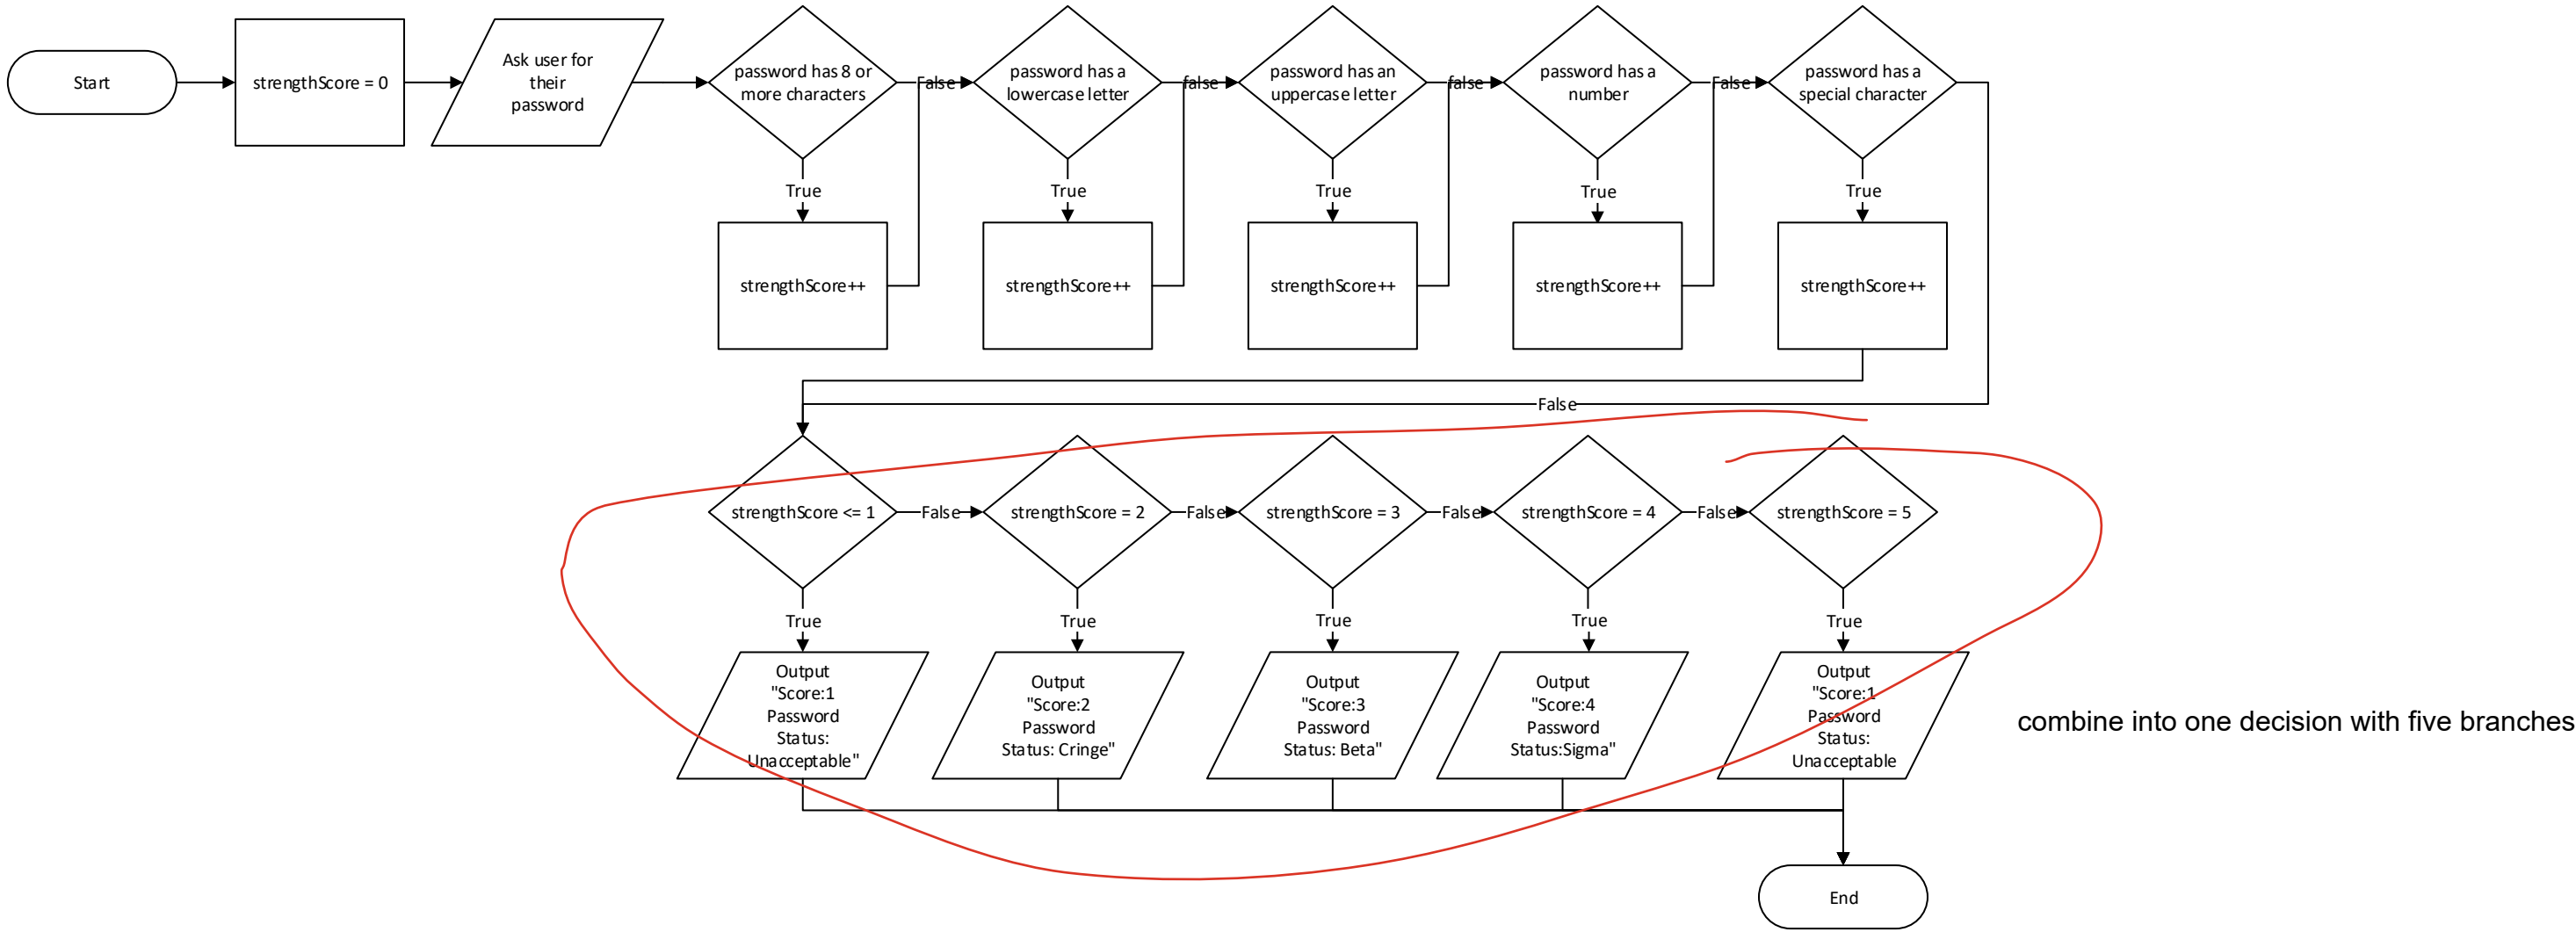 Start
strengthScore = 0
Ask user for
their
password
password has 8 or
more characters
False
password has a
lowercase letter
false
password has an
uppercase letter
false
password has a
number
False
password has a
special character
True
True
True
True
True
strengthScore++
strengthScore++
strengthScore++
strengthScore++
strengthScore++
False
strengthScore <= 1
False
strengthScore = 2
False
strengthScore = 3
False
strengthScore = 4
False
strengthScore = 5
True
True
True
True
True
Output
"Score:1
Password
Status:
Unacceptable"
Output
"Score:2
Password
Status: Cringe"
Output
"Score:3
Password
Status: Beta"
Output
"Score:4
Password
Status:Sigma"
Output
"Score:1
Password
Status:
Unacceptable
combine into one decision with five branches
End